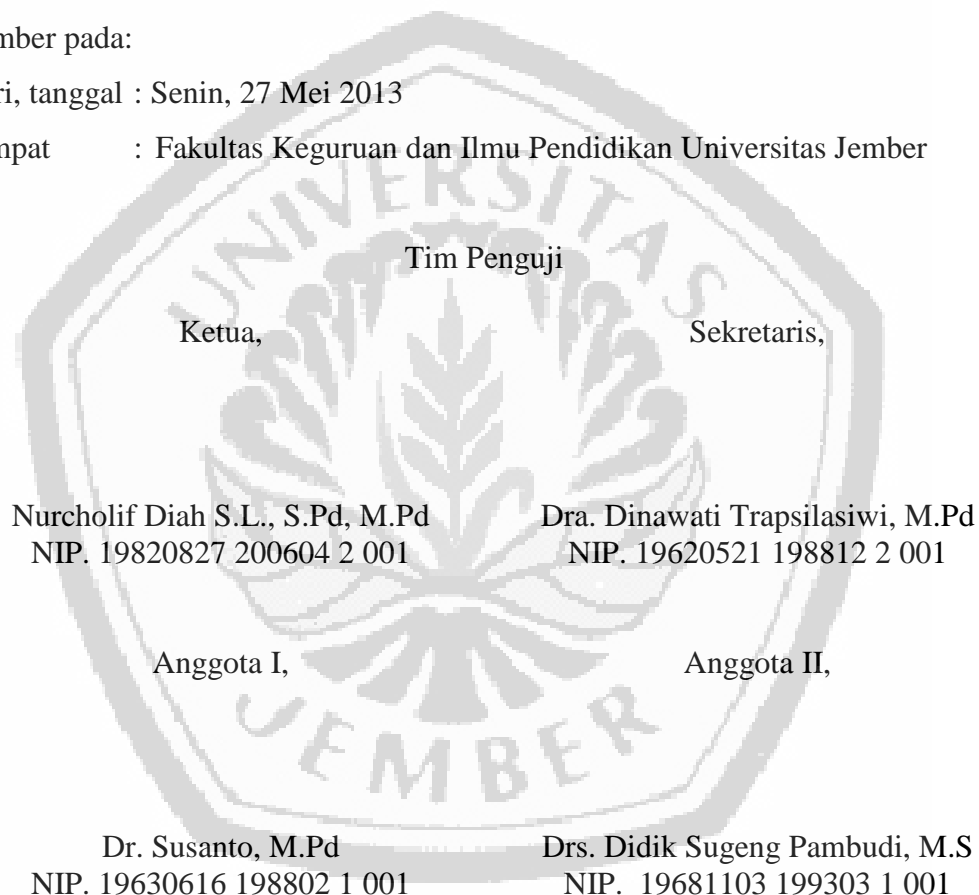 mber pada:
ri, tanggal : Senin, 27 Mei 2013
mpat : Fakultas Keguruan dan Ilmu Pendidikan Universitas Jember
UNIVERSITAS
Tim Penguji
Ketua, Sekretaris,
Nurcholif Diah S.L., S.Pd, M.Pd Dra. Dinawati Trapsilasiwi, M.Pd
NIP. 19820827 200604 2 001 NIP. 19620521 198812 2 001
Anggota I, Anggota II,
JEMBER
Dr. Susanto, M.Pd Drs. Didik Sugeng Pambudi, M.S
NIP. 19630616 198802 1 001 NIP. 19681103 199303 1 001